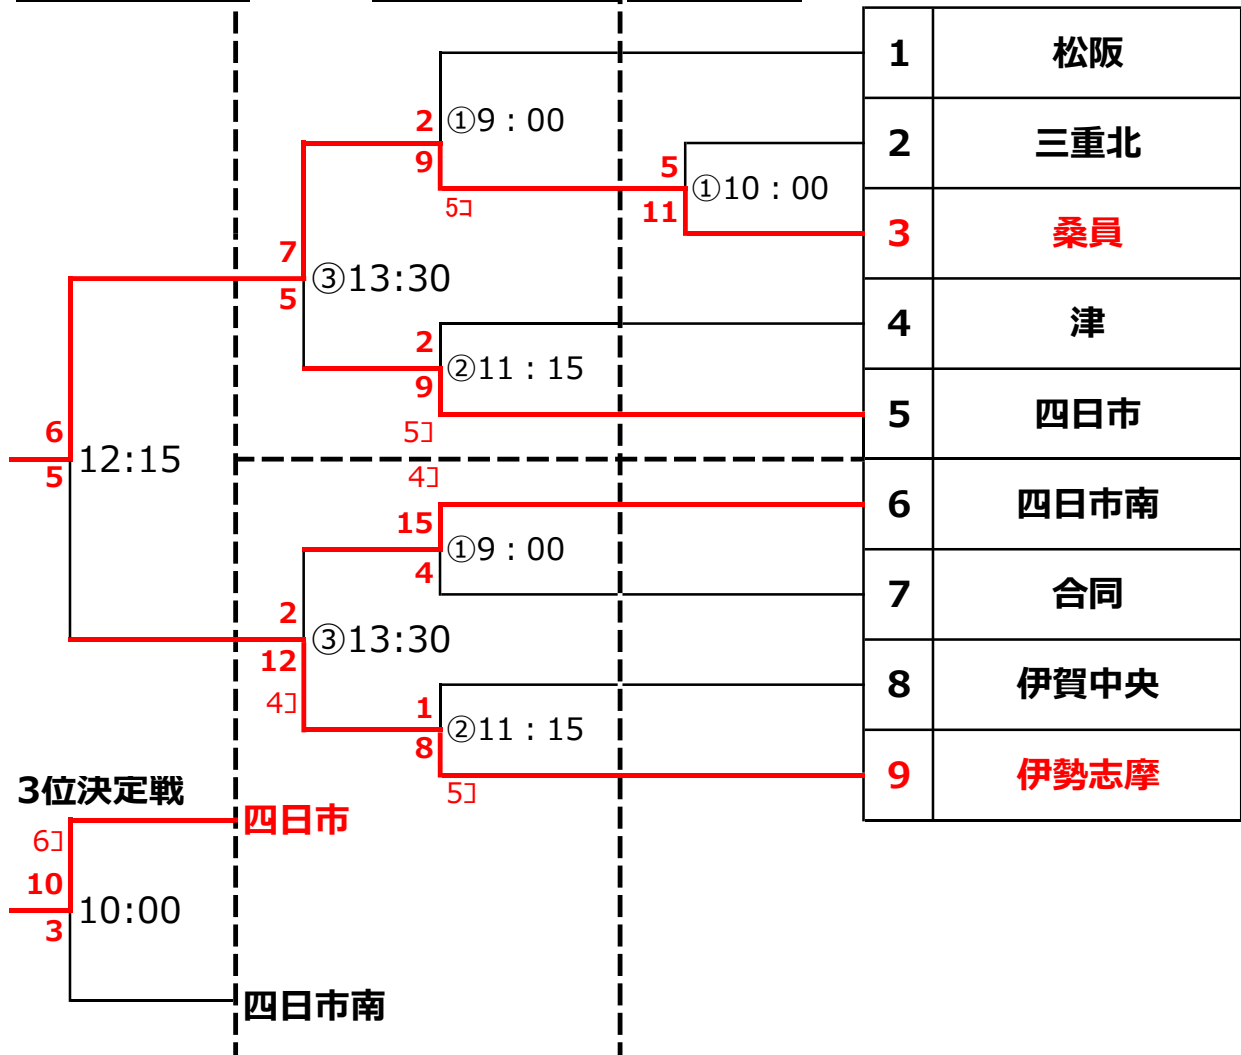 1 松阪
①9：00
2
9
5コ
2 三重北
5
11
①10：00
3 桑員
7
5
③13:30
4 津
2
9
②11：15
5コ
5 四日市
6
5
12:15
4コ
15
4
①9：00
6 四日市南
7 合同
2
12
③13:30
4コ
8 伊賀中央
1
8
②11：15
5コ
9 伊勢志摩
3位決定戦
四日市
6コ
10
3
10:00
四日市南